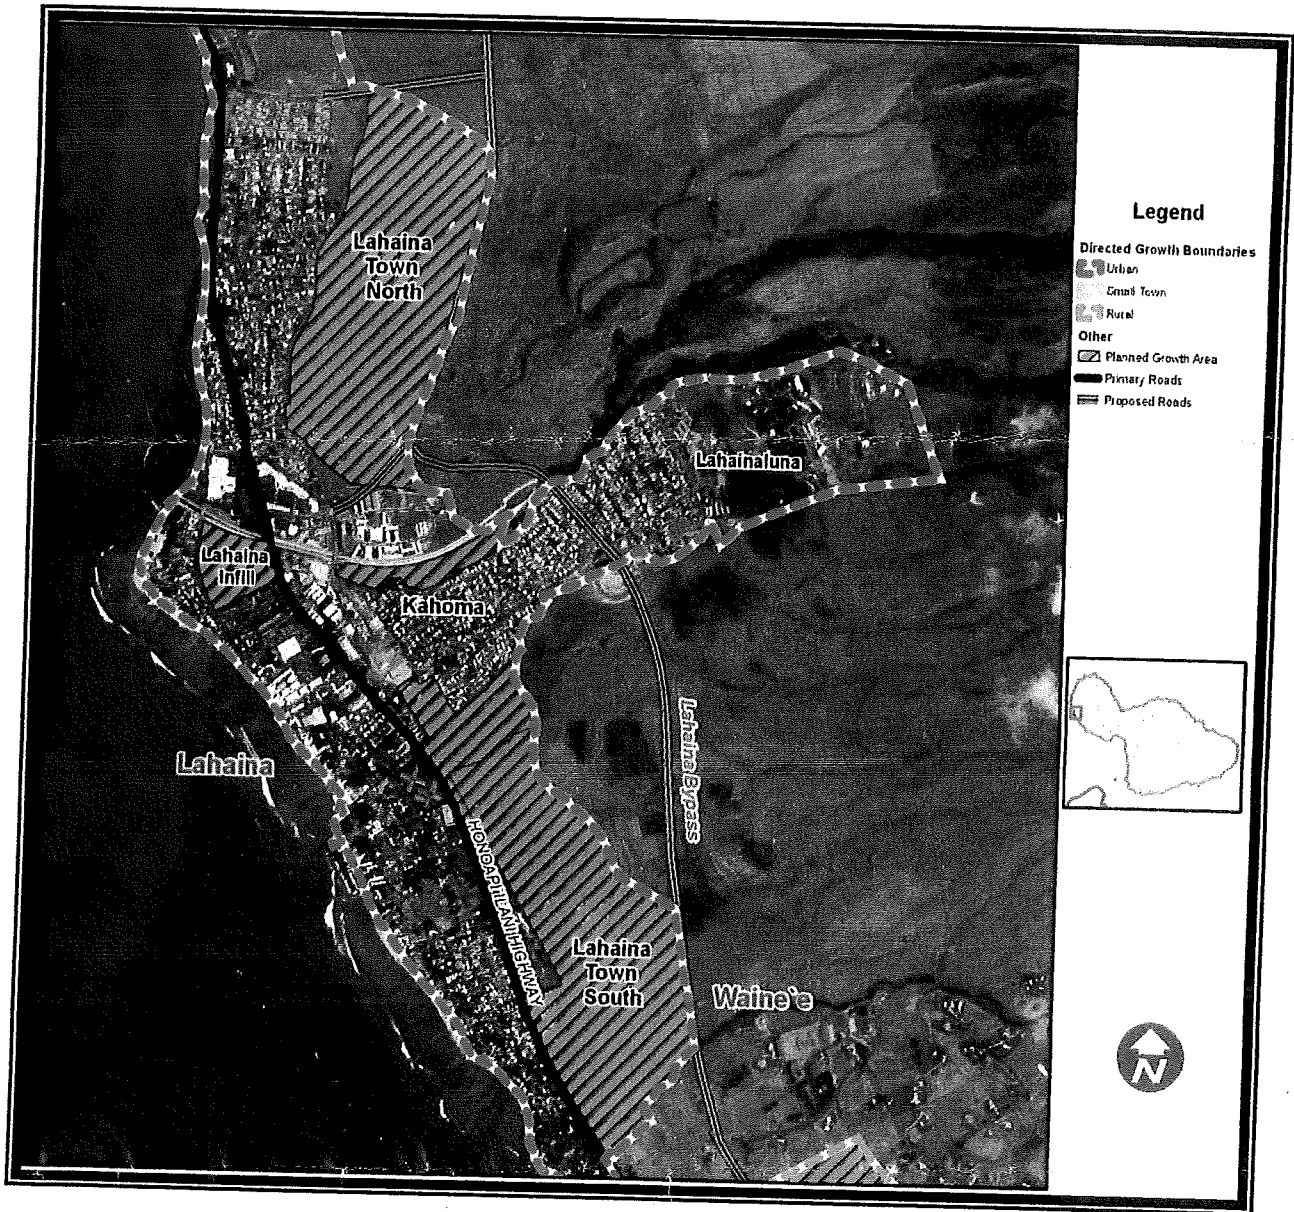 Lahaina
Town
North
Lahainaluna
Lahaina
Infill
Kahoma
Lahaina
Lahaina Bypass
HONOAPIILANI HIGHWAY
Lahaina
Town
South
Waine'e
Legend
Directed Growth Boundaries
Urban
Small Town
Rural
Other
Planned Growth Area
Primary Roads
Proposed Roads
N